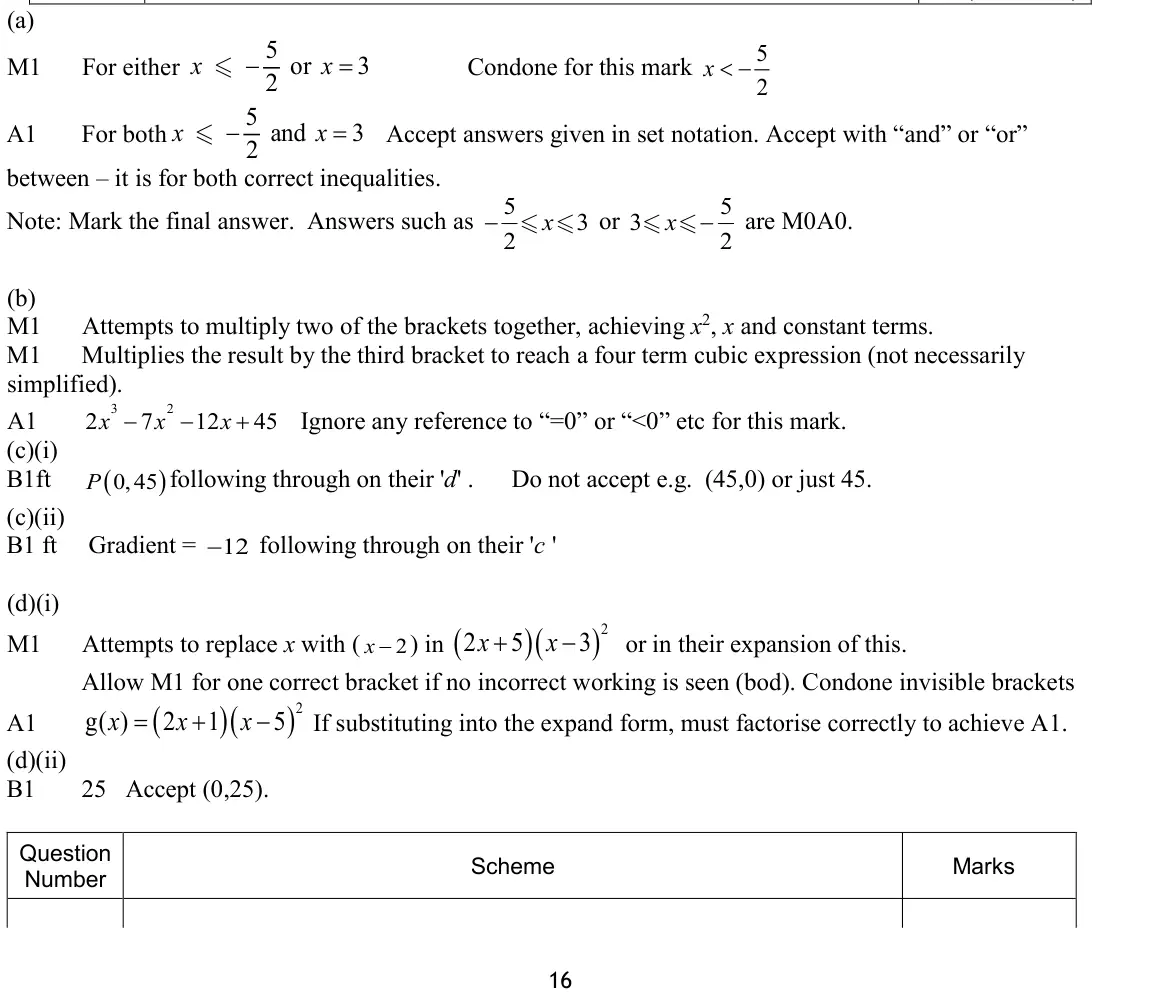 (a)
M1 For either x ⩽ −5/2 or x = 3 Condone for this mark x < −5/2
A1 For both x ⩽ −5/2 and x = 3 Accept answers given in set notation. Accept with “and” or “or”
between – it is for both correct inequalities.
Note: Mark the final answer. Answers such as −5/2 ⩽ x ⩽ 3 or 3 ⩽ x ⩽ −5/2 are M0A0.
(b)
M1 Attempts to multiply two of the brackets together, achieving x², x and constant terms.
M1 Multiplies the result by the third bracket to reach a four term cubic expression (not necessarily
simplified).
A1 2x³ − 7x² − 12x + 45 Ignore any reference to “=0” or “<0” etc for this mark.
(c)(i)
B1ft P(0,45) following through on their 'd' . Do not accept e.g. (45,0) or just 45.
(c)(ii)
B1 ft Gradient = −12 following through on their 'c '
(d)(i)
M1 Attempts to replace x with ( x − 2 ) in (2x + 5)(x − 3)² or in their expansion of this.
Allow M1 for one correct bracket if no incorrect working is seen (bod). Condone invisible brackets
A1 g(x) = (2x + 1)(x − 5)² If substituting into the expand form, must factorise correctly to achieve A1.
(d)(ii)
B1 25 Accept (0,25).
Question Number Scheme Marks
16